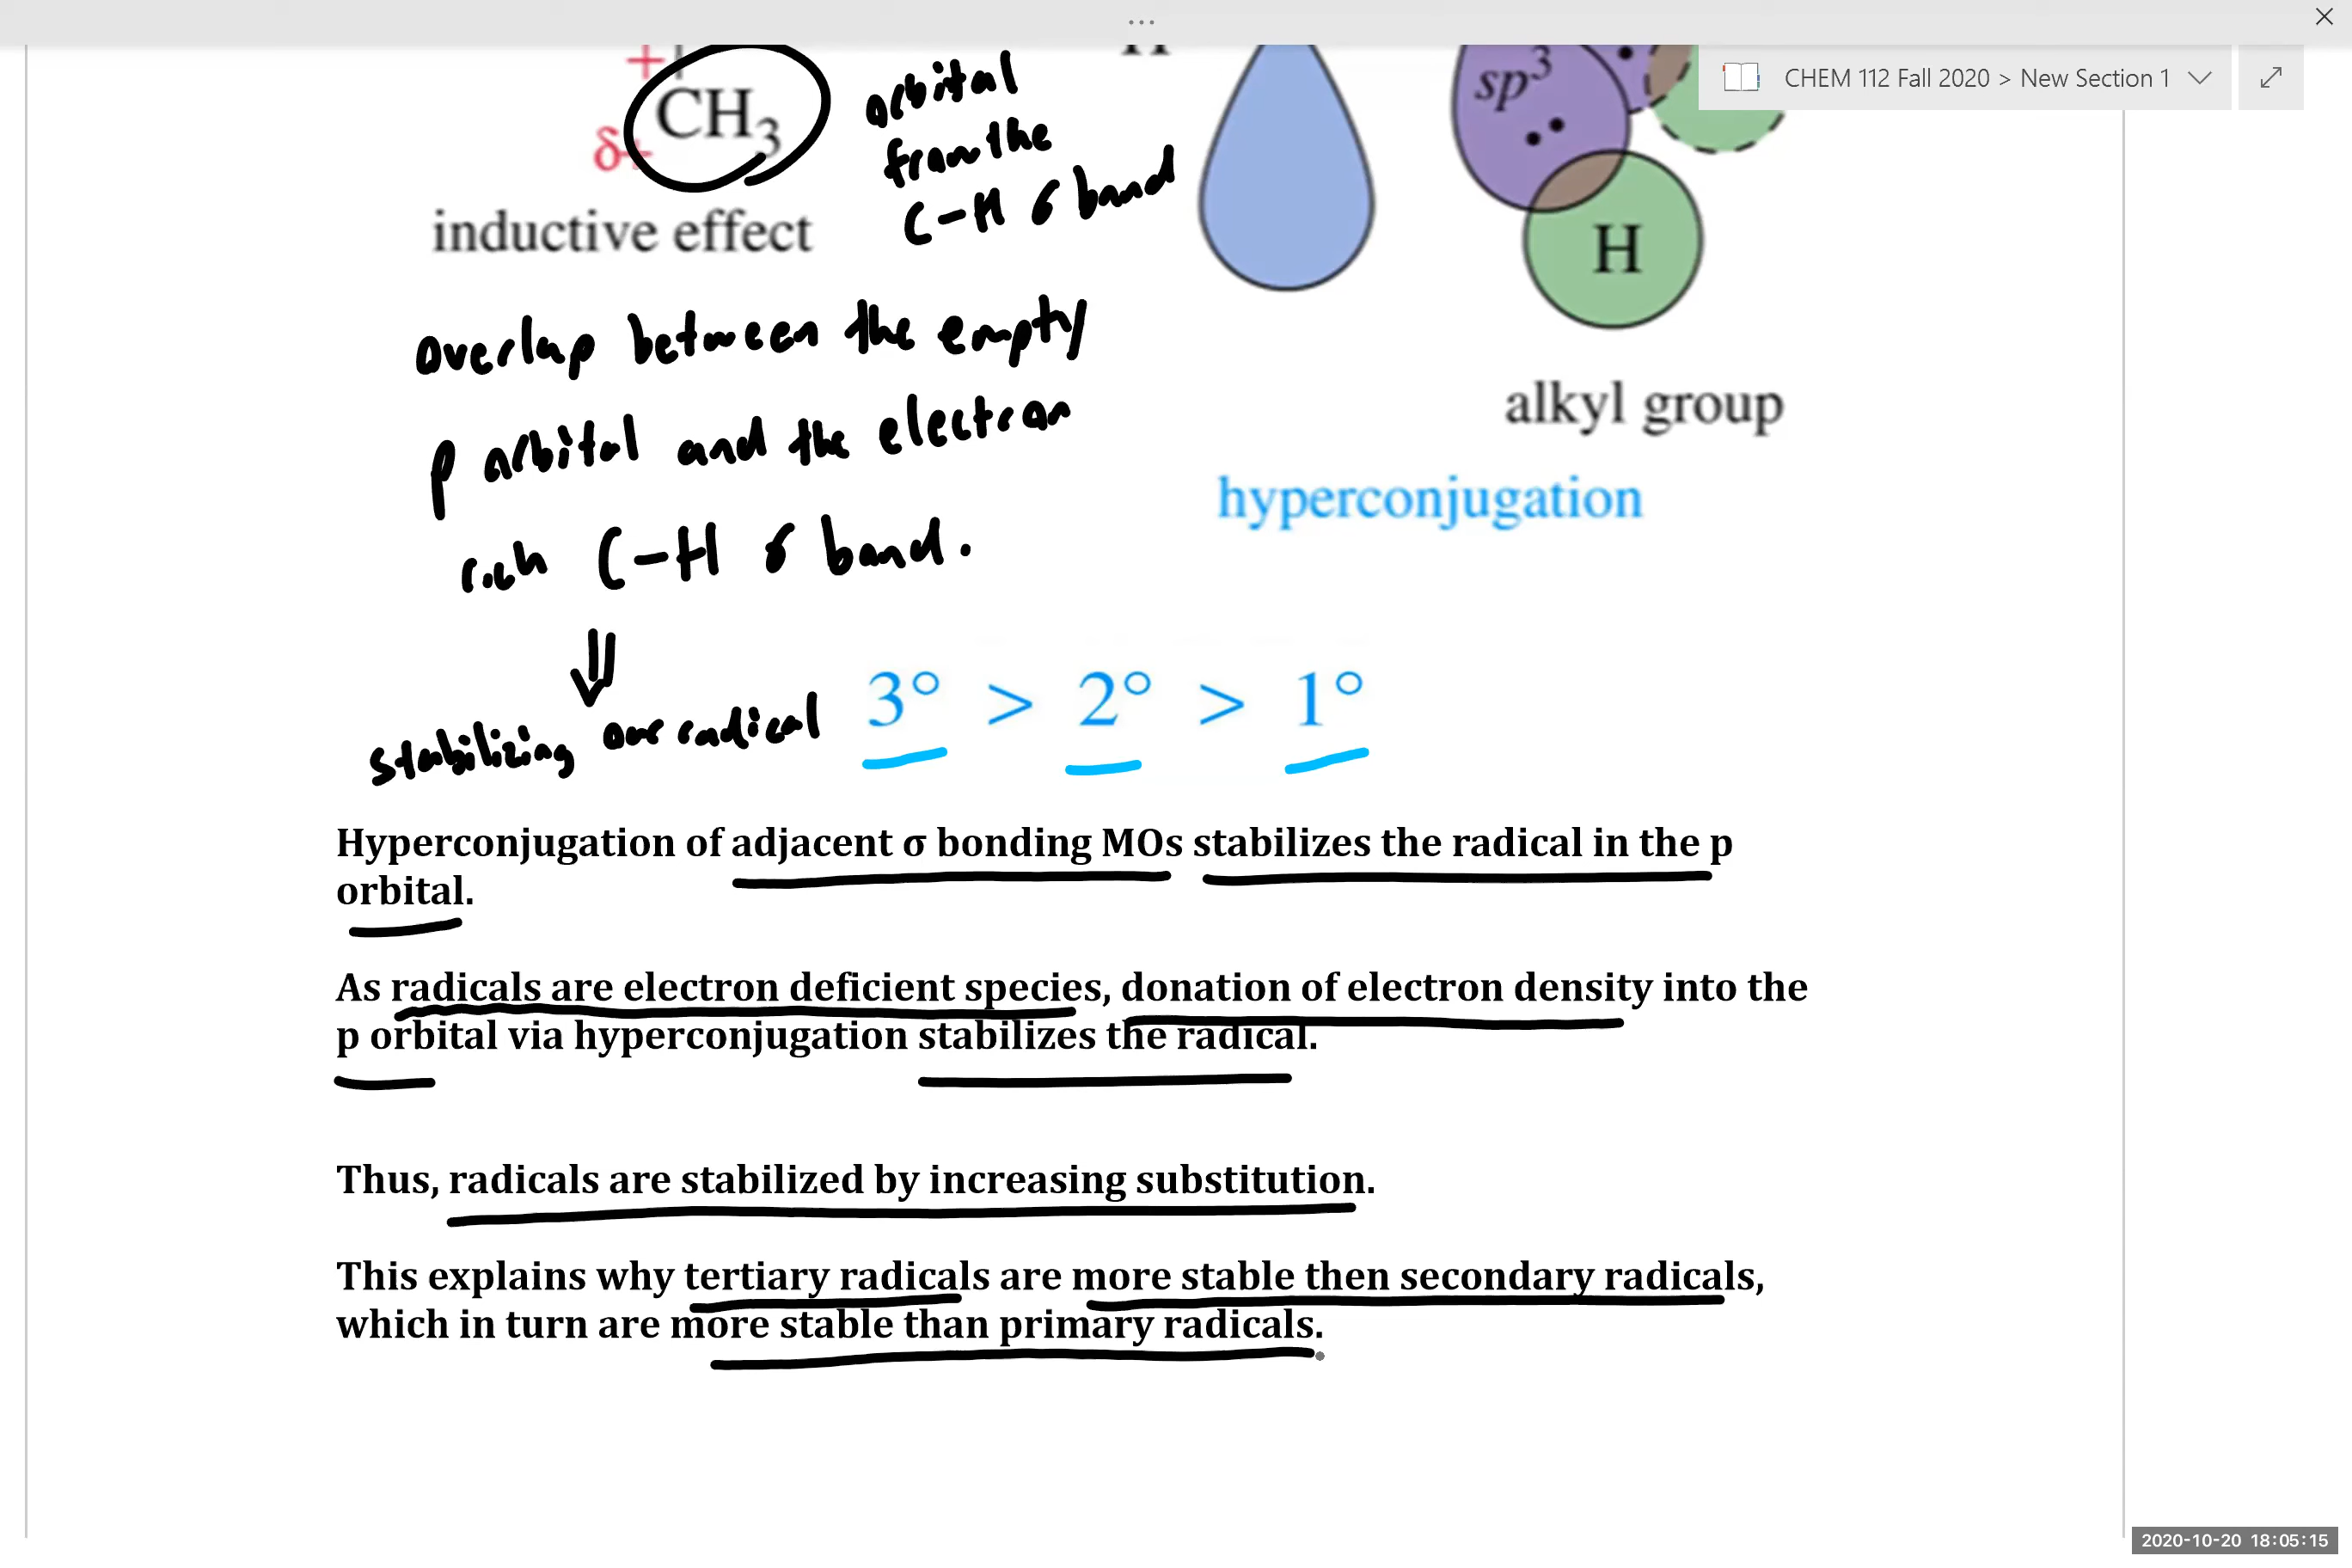 CHEM 112 Fall 2020 > New Section 1
+
CH3
δ+
inductive effect
orbital
from the
C-H σ bond
sp3
H
alkyl group
hyperconjugation
overlap between the empty
p orbital and the electron
rich C-H σ bond.
⇓
stabilizing our radical
3° > 2° > 1°
Hyperconjugation of adjacent σ bonding MOs stabilizes the radical in the p
orbital.
As radicals are electron deficient species, donation of electron density into the
p orbital via hyperconjugation stabilizes the radical.
Thus, radicals are stabilized by increasing substitution.
This explains why tertiary radicals are more stable then secondary radicals,
which in turn are more stable than primary radicals.
2020-10-20 18:05:15